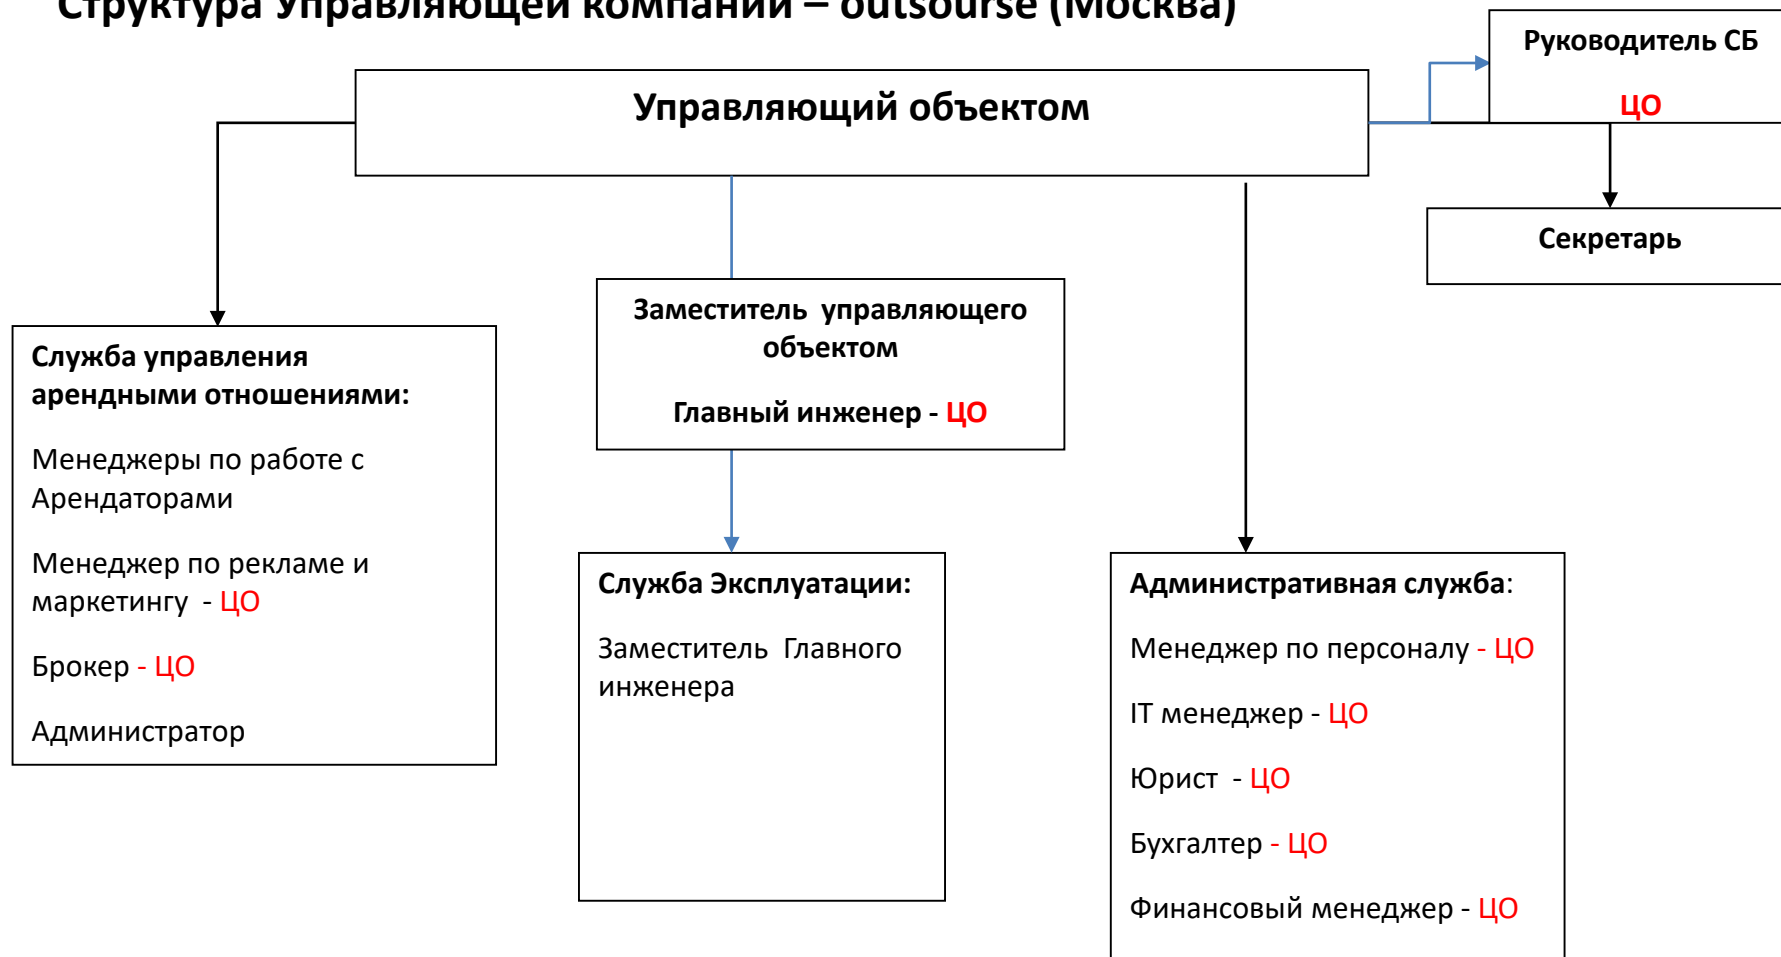 Структура Управляющей компании – outsourse (Москва)
Руководитель СБ
ЦО
Управляющий объектом
Секретарь
Заместитель управляющего
объектом
Главный инженер - ЦО
Служба управления
арендными отношениями:
Менеджеры по работе с
Арендаторами
Менеджер по рекламе и
маркетингу - ЦО
Брокер - ЦО
Администратор
Служба Эксплуатации:
Заместитель Главного
инженера
Административная служба:
Менеджер по персоналу - ЦО
IT менеджер - ЦО
Юрист - ЦО
Бухгалтер - ЦО
Финансовый менеджер - ЦО